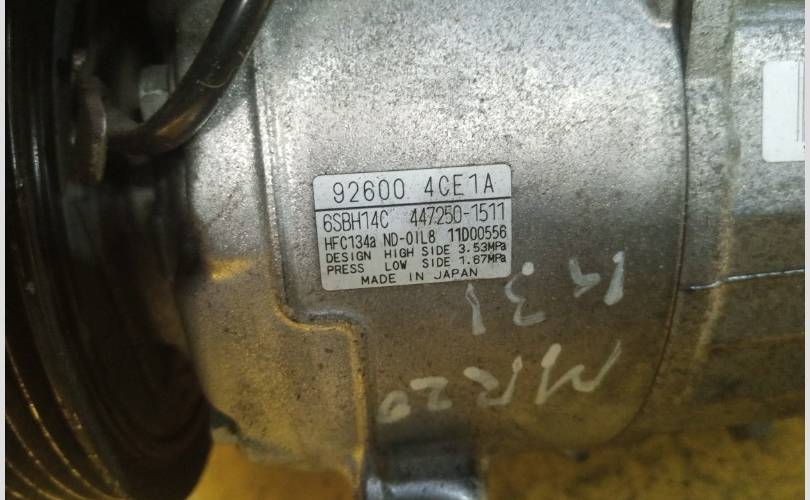 92600 4CE1A
6SBH14C 447250-1511
HFC134a ND-OIL8 11D00556
DESIGN HIGH SIDE 3.53MPa
PRESS LOW SIDE 1.67MPa
MADE IN JAPAN
MR20